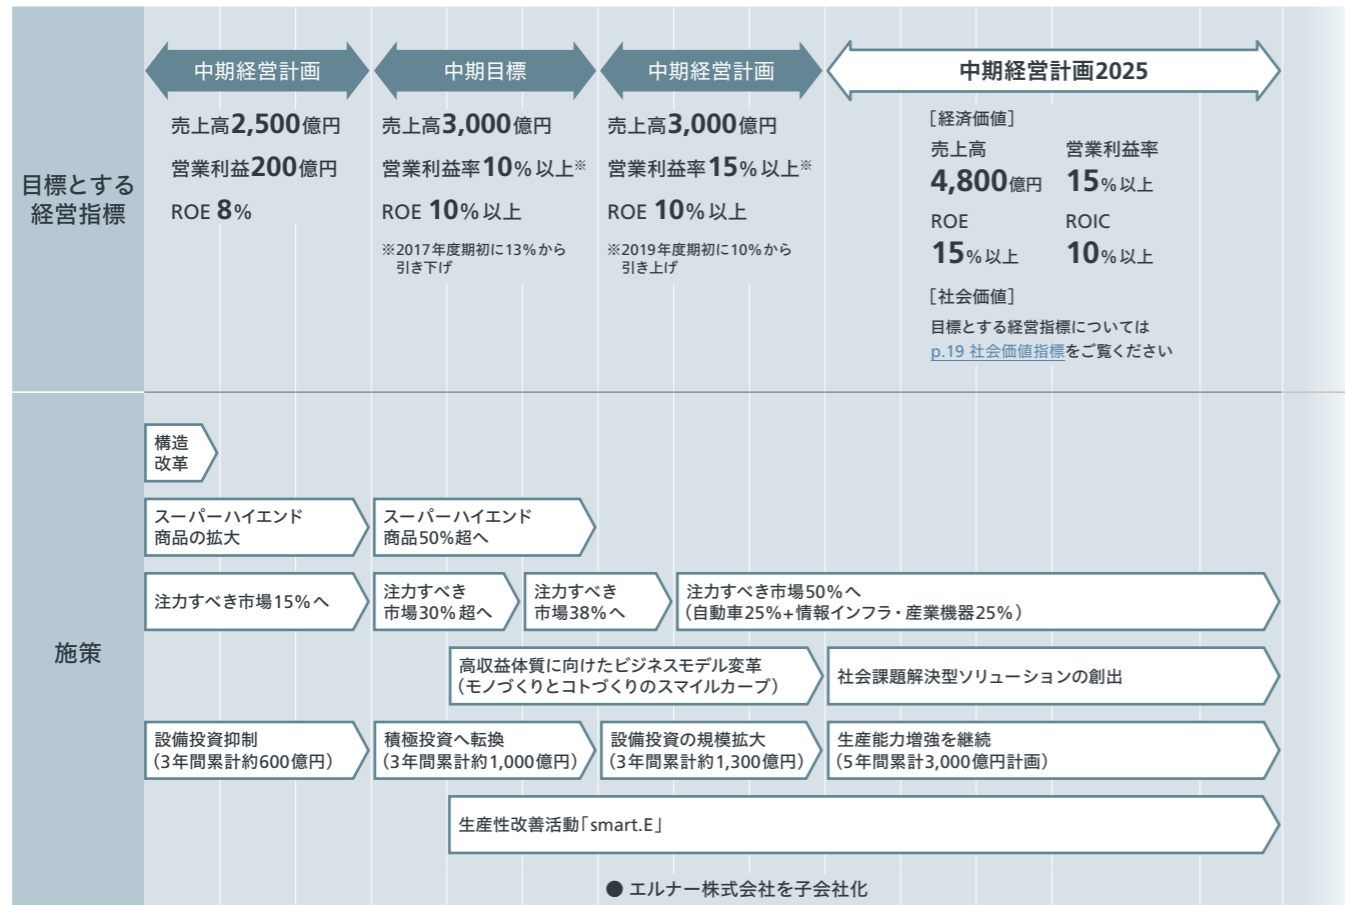 中期経営計画
中期目標
中期経営計画
中期経営計画2025
目標とする
経営指標
売上高2,500億円
営業利益200億円
ROE 8%
売上高3,000億円
営業利益率10%以上※
ROE 10%以上
※2017年度期初に13%から
引き下げ
売上高3,000億円
営業利益率15%以上※
ROE 10%以上
※2019年度期初に10%から
引き上げ
［経済価値］
売上高
4,800億円
営業利益率
15%以上
ROE
15%以上
ROIC
10%以上
［社会価値］
目標とする経営指標については
p.19 社会価値指標をご覧ください
施策
構造
改革
スーパーハイエンド
商品の拡大
スーパーハイエンド
商品50%超へ
注力すべき市場15%へ
注力すべき
市場30%超へ
注力すべき
市場38%へ
注力すべき市場50%へ
（自動車25%+情報インフラ・産業機器25%）
高収益体質に向けたビジネスモデル変革
（モノづくりとコトづくりのスマイルカーブ）
社会課題解決型ソリューションの創出
設備投資抑制
（3年間累計約600億円）
積極投資へ転換
（3年間累計約1,000億円）
設備投資の規模拡大
（3年間累計約1,300億円）
生産能力増強を継続
（5年間累計3,000億円計画）
生産性改善活動「smart.E」
● エルナー株式会社を子会社化